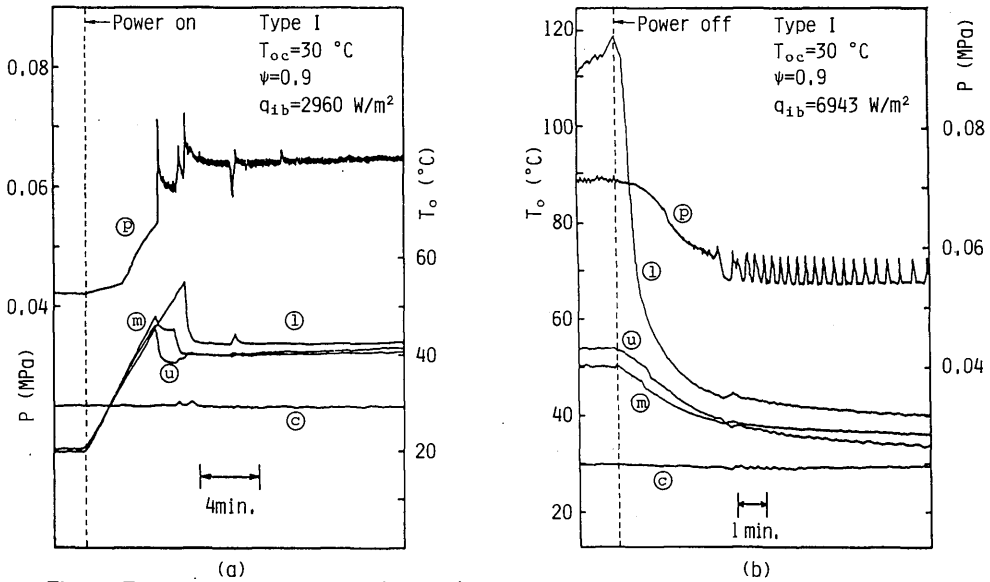 Power on
Type I
T_oc=30 °C
ψ=0.9
q_ib=2960 W/m²
0.08
0.06
0.04
P (MPa)
60
40
20
T_o (°C)
p
m
l
u
c
4min.
(a)
Power off
Type I
T_oc=30 °C
ψ=0.9
q_ib=6943 W/m²
120
100
80
60
40
20
T_o (°C)
P (MPa)
0.08
0.06
0.04
p
l
u
m
c
1 min.
(b)